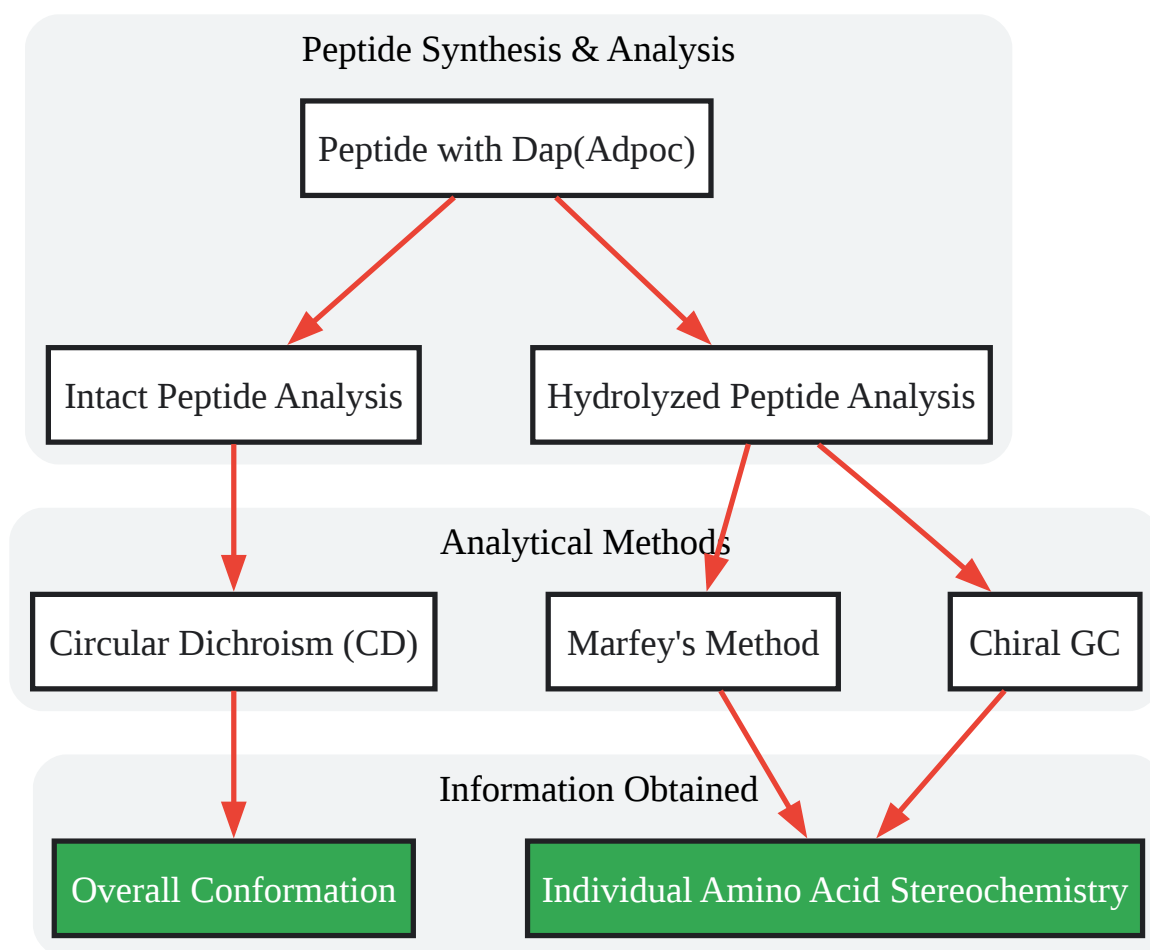 Peptide Synthesis & Analysis
Peptide with Dap(Adpoc)
Intact Peptide Analysis
Hydrolyzed Peptide Analysis
Analytical Methods
Circular Dichroism (CD)
Marfey's Method
Chiral GC
Information Obtained
Overall Conformation
Individual Amino Acid Stereochemistry